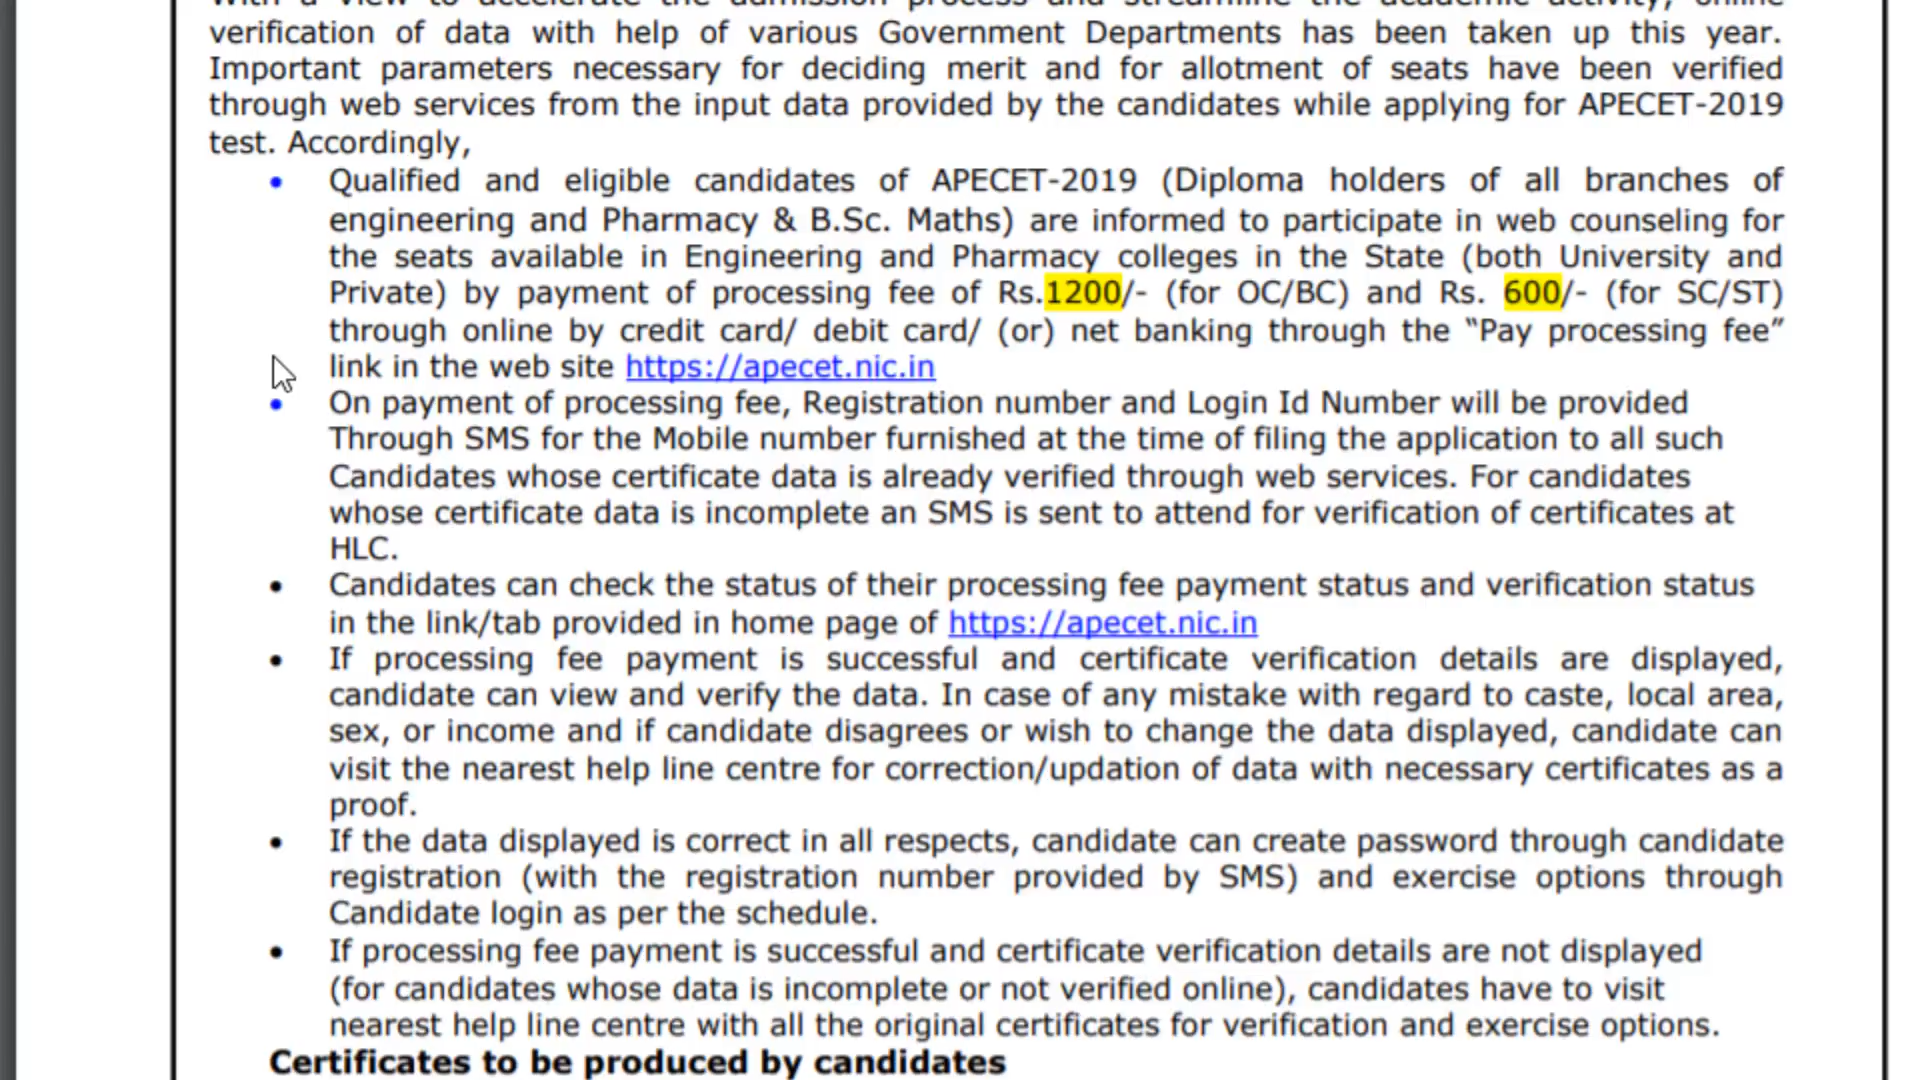 With a view to accelerate the admission process and streamline the academic activity, online
verification of data with help of various Government Departments has been taken up this year.
Important parameters necessary for deciding merit and for allotment of seats have been verified
through web services from the input data provided by the candidates while applying for APECET-2019
test. Accordingly,
• Qualified and eligible candidates of APECET-2019 (Diploma holders of all branches of
engineering and Pharmacy & B.Sc. Maths) are informed to participate in web counseling for
the seats available in Engineering and Pharmacy colleges in the State (both University and
Private) by payment of processing fee of Rs.1200/- (for OC/BC) and Rs. 600/- (for SC/ST)
through online by credit card/ debit card/ (or) net banking through the “Pay processing fee”
link in the web site https://apecet.nic.in
• On payment of processing fee, Registration number and Login Id Number will be provided
Through SMS for the Mobile number furnished at the time of filing the application to all such
Candidates whose certificate data is already verified through web services. For candidates
whose certificate data is incomplete an SMS is sent to attend for verification of certificates at
HLC.
• Candidates can check the status of their processing fee payment status and verification status
in the link/tab provided in home page of https://apecet.nic.in
• If processing fee payment is successful and certificate verification details are displayed,
candidate can view and verify the data. In case of any mistake with regard to caste, local area,
sex, or income and if candidate disagrees or wish to change the data displayed, candidate can
visit the nearest help line centre for correction/updation of data with necessary certificates as a
proof.
• If the data displayed is correct in all respects, candidate can create password through candidate
registration (with the registration number provided by SMS) and exercise options through
Candidate login as per the schedule.
• If processing fee payment is successful and certificate verification details are not displayed
(for candidates whose data is incomplete or not verified online), candidates have to visit
nearest help line centre with all the original certificates for verification and exercise options.
Certificates to be produced by candidates